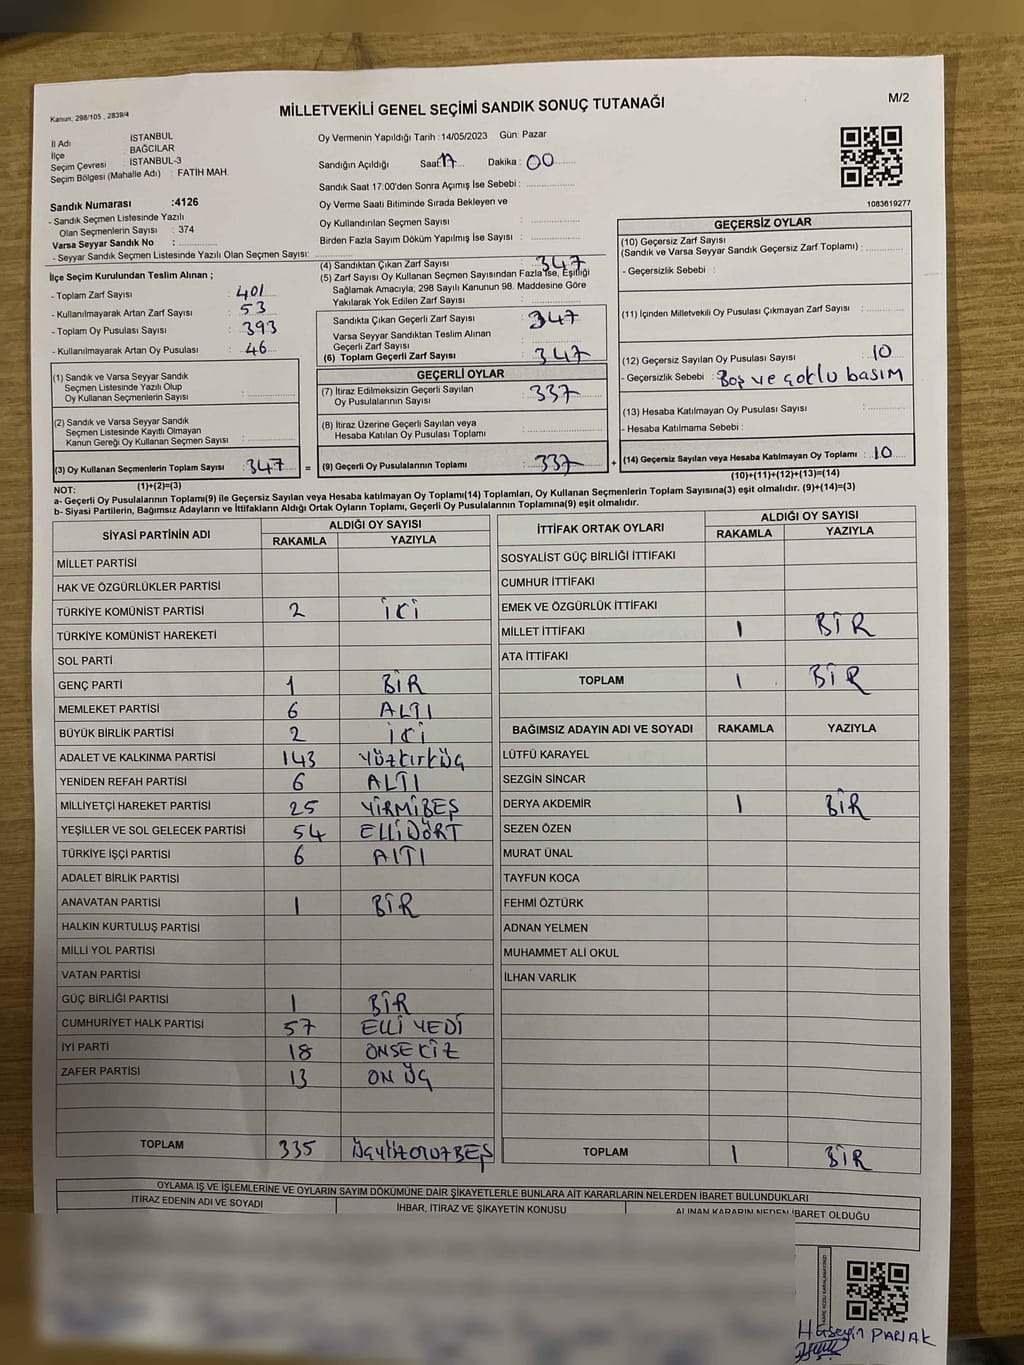 Kanun: 298/105 , 2839/4
MİLLETVEKİLİ GENEL SEÇİMİ SANDIK SONUÇ TUTANAĞI
M/2
İl Adı : İSTANBUL
İlçe : BAĞCILAR
Seçim Çevresi : İSTANBUL-3
Seçim Bölgesi (Mahalle Adı) : FATİH MAH.
Sandık Numarası :4126
- Sandık Seçmen Listesinde Yazılı
Olan Seçmenlerin Sayısı : 374
Varsa Seyyar Sandık No :
- Seyyar Sandık Seçmen Listesinde Yazılı Olan Seçmen Sayısı:
Oy Vermenin Yapıldığı Tarih :14/05/2023 Gün: Pazar
Sandığın Açıldığı Saat: 17 Dakika : 00
Sandık Saat 17:00'den Sonra Açımış İse Sebebi :
Oy Verme Saati Bitiminde Sırada Bekleyen ve
Oy Kullandırılan Seçmen Sayısı :
Birden Fazla Sayım Döküm Yapılmış İse Sayısı :
1083619277
İlçe Seçim Kurulundan Teslim Alınan ;
- Toplam Zarf Sayısı : 401
- Kullanılmayarak Artan Zarf Sayısı : 53
- Toplam Oy Pusulası Sayısı : 393
- Kullanılmayarak Artan Oy Pusulası : 46
(1) Sandık ve Varsa Seyyar Sandık
Seçmen Listesinde Yazılı Olup
Oy Kullanan Seçmenlerin Sayısı :
(2) Sandık ve Varsa Seyyar Sandık
Seçmen Listesinde Kayıtlı Olmayan
Kanun Gereği Oy Kullanan Seçmen Sayısı :
(3) Oy Kullanan Seçmenlerin Toplam Sayısı : 347
(1)+(2)=(3)
(4) Sandıktan Çıkan Zarf Sayısı : 347
(5) Zarf Sayısı Oy Kullanan Seçmen Sayısından Fazla İse, Eşitliği
Sağlamak Amacıyla; 298 Sayılı Kanunun 98. Maddesine Göre
Yakılarak Yok Edilen Zarf Sayısı :
Sandıkta Çıkan Geçerli Zarf Sayısı : 347
Varsa Seyyar Sandıktan Teslim Alınan
Geçerli Zarf Sayısı :
(6) Toplam Geçerli Zarf Sayısı : 347
GEÇERLİ OYLAR
(7) İtiraz Edilmeksizin Geçerli Sayılan
Oy Pusulalarının Sayısı : 337
(8) İtiraz Üzerine Geçerli Sayılan veya
Hesaba Katılan Oy Pusulası Toplamı :
= (9) Geçerli Oy Pusulalarının Toplamı : 337 +
GEÇERSİZ OYLAR
(10) Geçersiz Zarf Sayısı
(Sandık ve Varsa Seyyar Sandık Geçersiz Zarf Toplamı) :
- Geçersizlik Sebebi :
(11) İçinden Milletvekili Oy Pusulası Çıkmayan Zarf Sayısı :
(12) Geçersiz Sayılan Oy Pusulası Sayısı : 10
- Geçersizlik Sebebi : Boş ve çoklu basım
(13) Hesaba Katılmayan Oy Pusulası Sayısı :
- Hesaba Katılmama Sebebi :
(14) Geçersiz Sayılan veya Hesaba Katılmayan Oy Toplamı : 10
(10)+(11)+(12)+(13)=(14)
NOT:
a- Geçerli Oy Pusulalarının Toplamı(9) ile Geçersiz Sayılan veya Hesaba katılmayan Oy Toplamı(14) Toplamları, Oy Kullanan Seçmenlerin Toplam Sayısına(3) eşit olmalıdır. (9)+(14)=(3)
b- Siyasi Partilerin, Bağımsız Adayların ve İttifakların Aldığı Ortak Oyların Toplamı, Geçerli Oy Pusulalarının Toplamına(9) eşit olmalıdır.
SİYASİ PARTİNİN ADI ALDIĞI OY SAYISI
RAKAMLA YAZIYLA
MİLLET PARTİSİ
HAK VE ÖZGÜRLÜKLER PARTİSİ
TÜRKİYE KOMÜNİST PARTİSİ 2 İKİ
TÜRKİYE KOMÜNİST HAREKETİ
SOL PARTİ
GENÇ PARTİ 1 BİR
MEMLEKET PARTİSİ 6 ALTI
BÜYÜK BİRLİK PARTİSİ 2 İKİ
ADALET VE KALKINMA PARTİSİ 143 YÜZKIRKÜÇ
YENİDEN REFAH PARTİSİ 6 ALTI
MİLLİYETÇİ HAREKET PARTİSİ 25 YİRMİBEŞ
YEŞİLLER VE SOL GELECEK PARTİSİ 54 ELLİDÖRT
TÜRKİYE İŞÇİ PARTİSİ 6 ALTI
ADALET BİRLİK PARTİSİ
ANAVATAN PARTİSİ 1 BİR
HALKIN KURTULUŞ PARTİSİ
MİLLİ YOL PARTİSİ
VATAN PARTİSİ
GÜÇ BİRLİĞİ PARTİSİ 1 BİR
CUMHURİYET HALK PARTİSİ 57 ELLİ YEDİ
İYİ PARTİ 18 ONSEKİZ
ZAFER PARTİSİ 13 ON ÜÇ
TOPLAM 335 ÜÇYÜZOTUZBEŞ
İTTİFAK ORTAK OYLARI ALDIĞI OY SAYISI
RAKAMLA YAZIYLA
SOSYALİST GÜÇ BİRLİĞİ İTTİFAKI
CUMHUR İTTİFAKI
EMEK VE ÖZGÜRLÜK İTTİFAKI
MİLLET İTTİFAKI 1 BİR
ATA İTTİFAKI
TOPLAM 1 BİR
BAĞIMSIZ ADAYIN ADI VE SOYADI RAKAMLA YAZIYLA
LÜTFÜ KARAYEL
SEZGİN SİNCAR
DERYA AKDEMİR 1 BİR
SEZEN ÖZEN
MURAT ÜNAL
TAYFUN KOCA
FEHMİ ÖZTÜRK
ADNAN YELMEN
MUHAMMET ALİ OKUL
İLHAN VARLIK
TOPLAM 1 BİR
OYLAMA İŞ VE İŞLEMLERİNE VE OYLARIN SAYIM DÖKÜMÜNE DAİR ŞİKAYETLERLE BUNLARA AİT KARARLARIN NELERDEN İBARET BULUNDUKLARI
İTİRAZ EDENİN ADI VE SOYADI İHBAR, İTİRAZ VE ŞİKAYETİN KONUSU ALINAN KARARIN NEDEN İBARET OLDUĞU
Hüseyin PARLAK